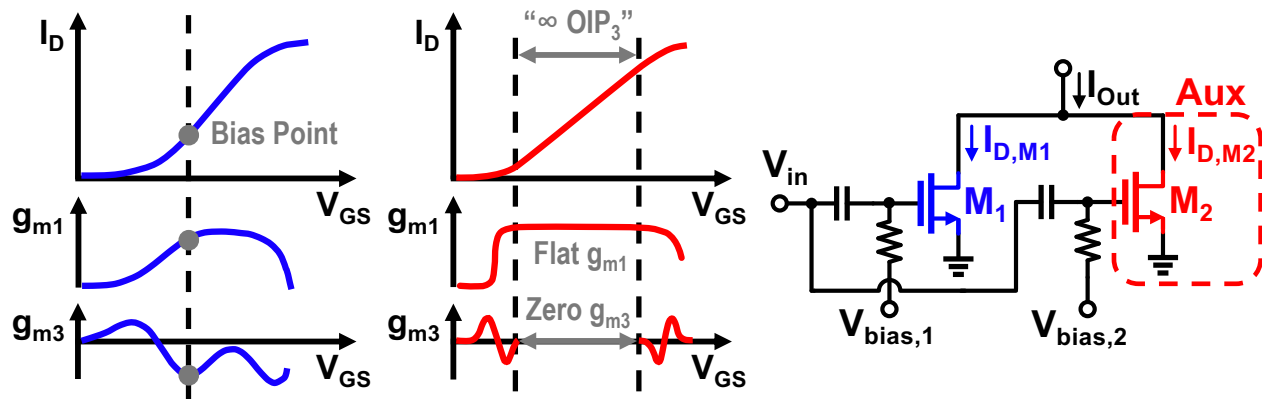 I_D
Bias Point
V_GS
g_m1
g_m3
V_GS
I_D
“∞ OIP_3”
V_GS
g_m1
Flat g_m1
g_m3
Zero g_m3
V_GS
I_Out
Aux
I_D,M1
I_D,M2
V_in
M_1
M_2
V_bias,1
V_bias,2